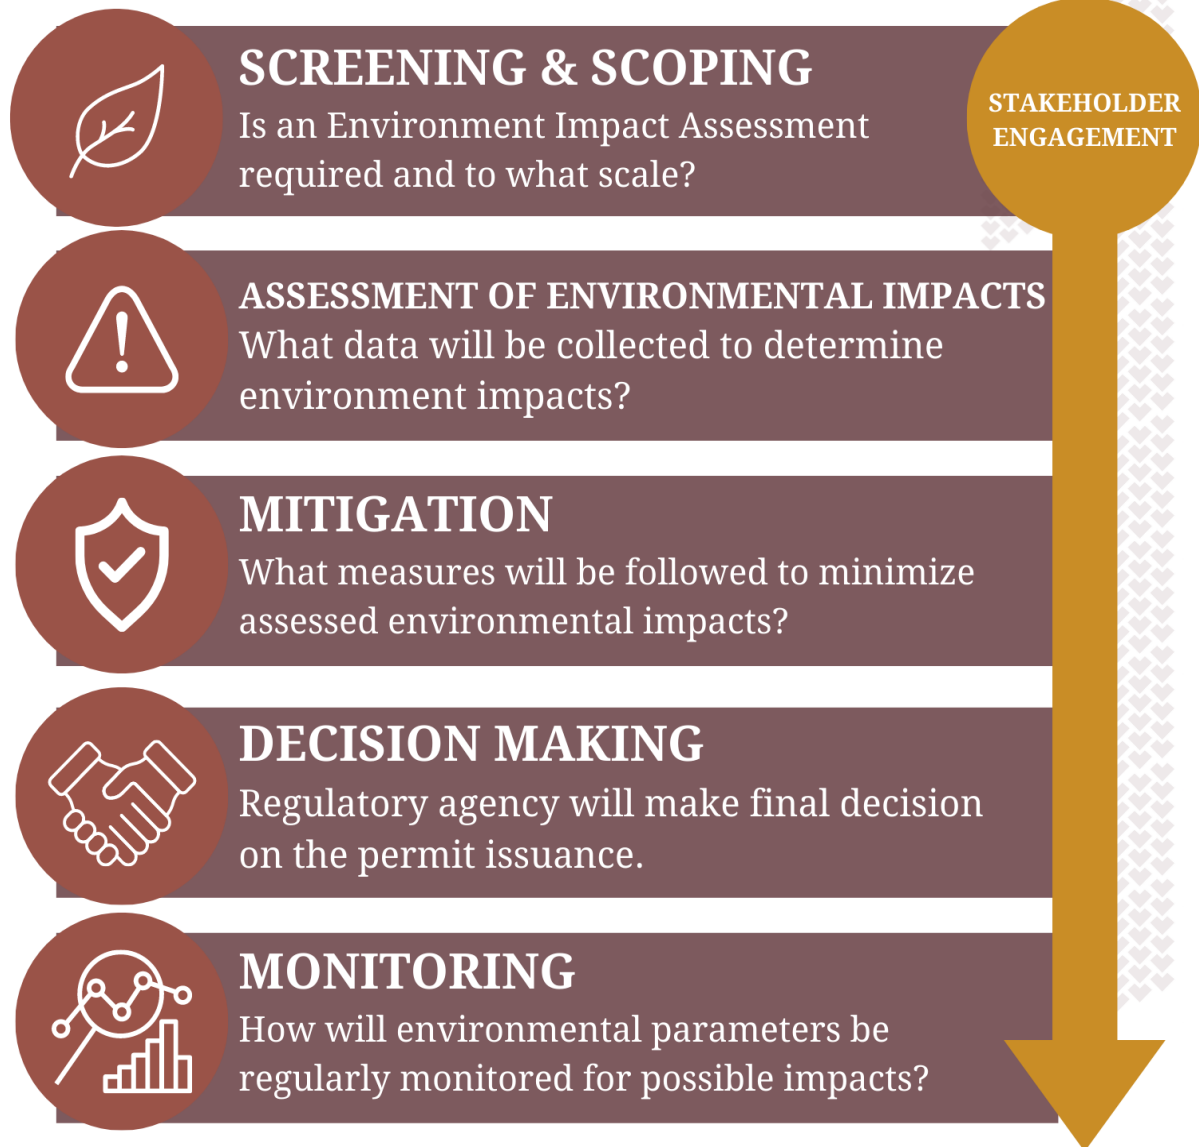 SCREENING & SCOPING
Is an Environment Impact Assessment
required and to what scale?
STAKEHOLDER
ENGAGEMENT
ASSESSMENT OF ENVIRONMENTAL IMPACTS
What data will be collected to determine
environment impacts?
MITIGATION
What measures will be followed to minimize
assessed environmental impacts?
DECISION MAKING
Regulatory agency will make final decision
on the permit issuance.
MONITORING
How will environmental parameters be
regularly monitored for possible impacts?